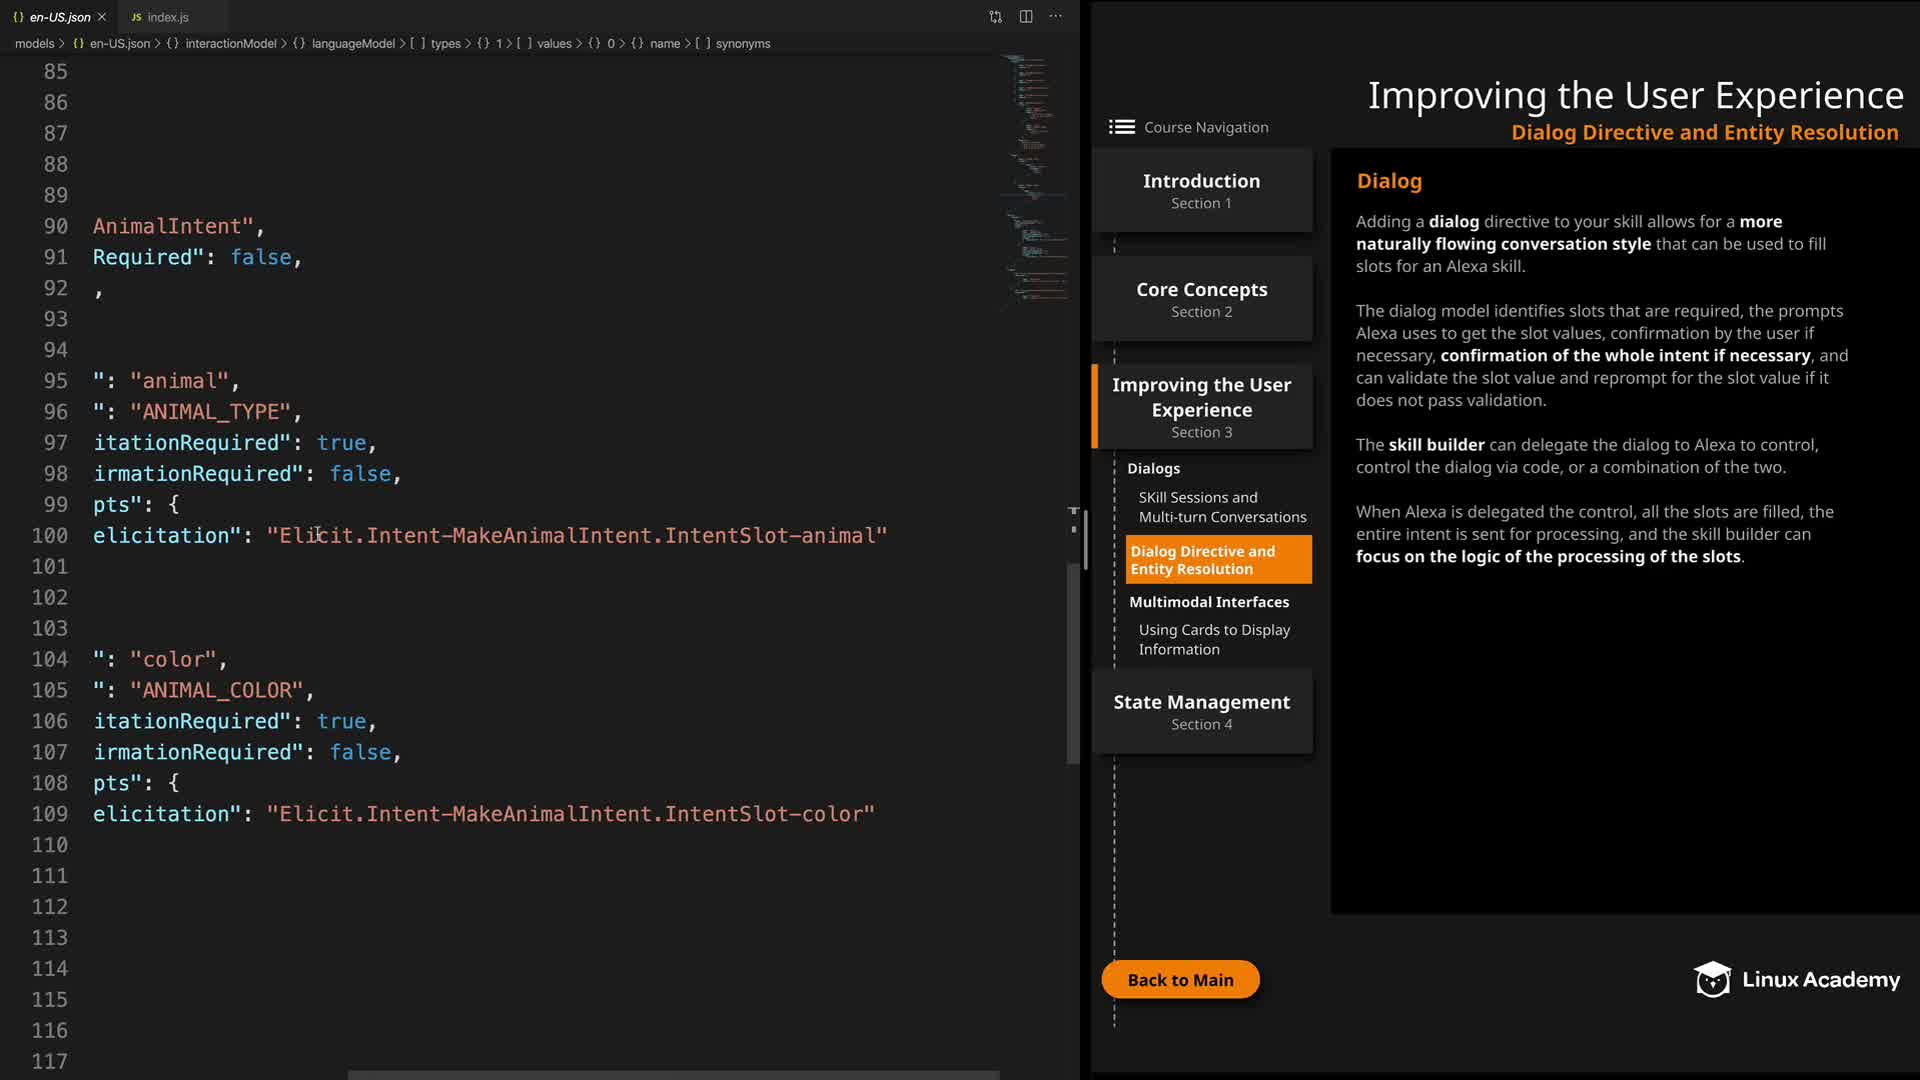 {} en-US.json ×
JS index.js
models > {} en-US.json > {} interactionModel > {} languageModel > [ ] types > {} 1 > [ ] values > {} 0 > {} name > [ ] synonyms
85
86
87
88
89
90 AnimalIntent",
91 Required": false,
92 ,
93
94
95 ": "animal",
96 ": "ANIMAL_TYPE",
97 itationRequired": true,
98 irmationRequired": false,
99 pts": {
100 elicitation": "Elicit.Intent-MakeAnimalIntent.IntentSlot-animal"
101
102
103
104 ": "color",
105 ": "ANIMAL_COLOR",
106 itationRequired": true,
107 irmationRequired": false,
108 pts": {
109 elicitation": "Elicit.Intent-MakeAnimalIntent.IntentSlot-color"
110
111
112
113
114
115
116
117
Improving the User Experience
Dialog Directive and Entity Resolution
Course Navigation
Introduction
Section 1
Core Concepts
Section 2
Improving the User
Experience
Section 3
Dialogs
SKill Sessions and
Multi-turn Conversations
Dialog Directive and
Entity Resolution
Multimodal Interfaces
Using Cards to Display
Information
State Management
Section 4
Back to Main
Dialog
Adding a dialog directive to your skill allows for a more
naturally flowing conversation style that can be used to fill
slots for an Alexa skill.
The dialog model identifies slots that are required, the prompts
Alexa uses to get the slot values, confirmation by the user if
necessary, confirmation of the whole intent if necessary, and
can validate the slot value and reprompt for the slot value if it
does not pass validation.
The skill builder can delegate the dialog to Alexa to control,
control the dialog via code, or a combination of the two.
When Alexa is delegated the control, all the slots are filled, the
entire intent is sent for processing, and the skill builder can
focus on the logic of the processing of the slots.
Linux Academy